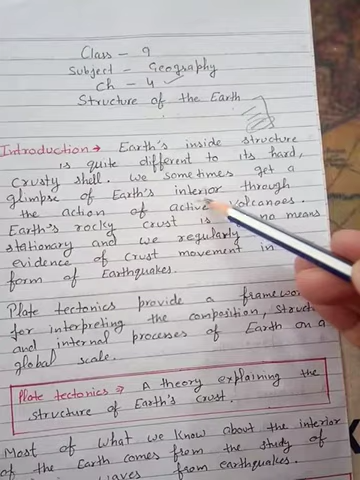 Class - 9
Subject - Geography
Ch - 4
Structure of the Earth
Introduction → Earth's inside structure
is quite different to its hard,
crusty shell. We sometimes get a
glimpse of Earth's interior through
the action of active volcanoes.
Earth's rocky crust is no means
stationary and we regularly
evidence of crust movement in
form of Earthquakes.
Plate tectonics provide a
for interpreting the composition,
and internal processes of Earth on a
global scale.
Plate tectonics → A theory explaining the
structure of Earth's crust.
Most of what we know about the interior
of the Earth comes from the study of
waves from earthquakes.